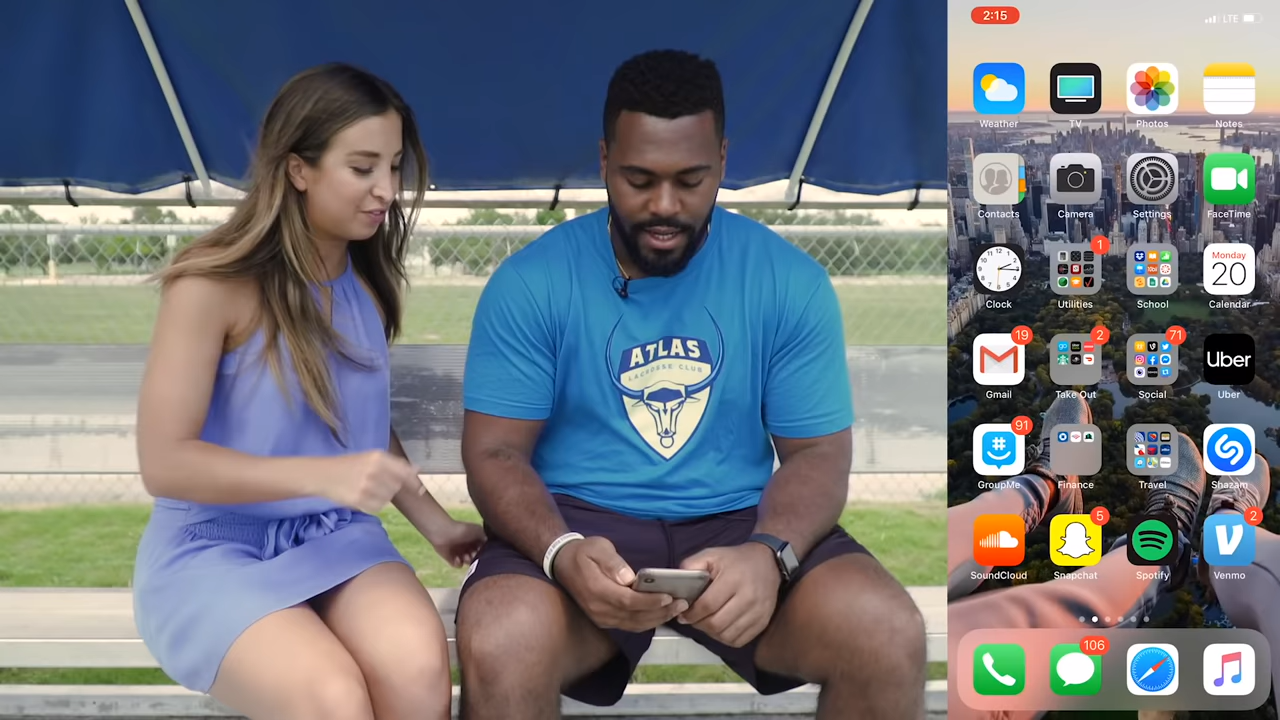 ATLAS
LACROSSE CLUB
2:15
LTE
Weather
TV
Photos
Notes
Contacts
Camera
Settings
FaceTime
1
Monday
20
Clock
Utilities
School
Calendar
19
2
71
Uber
Gmail
Take Out
Social
Uber
91
GroupMe
Finance
Travel
Shazam
5
2
SoundCloud
Snapchat
Spotify
Venmo
106